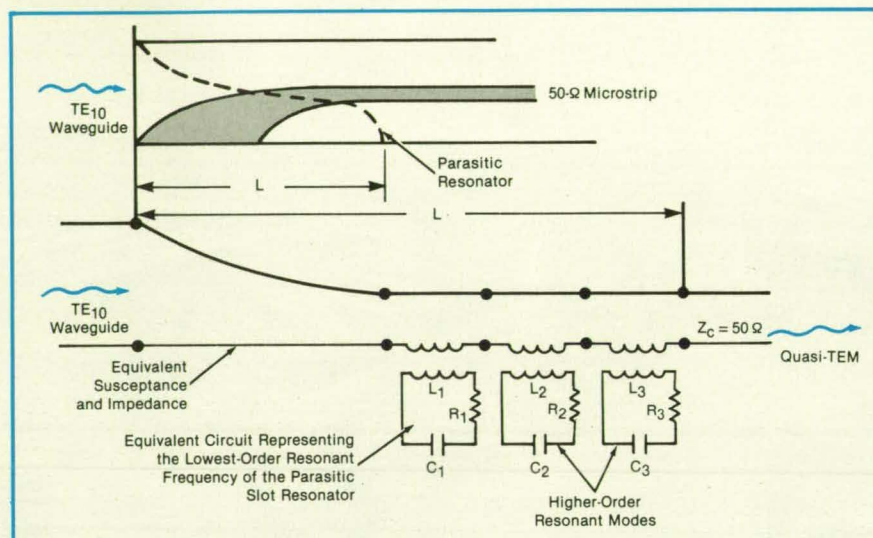 TE10
Waveguide
50-Ω Microstrip
Parasitic
Resonator
L
L
TE10
Waveguide
ZC = 50 Ω
Quasi-TEM
Equivalent
Susceptance
and Impedance
L1
L2
L3
R1
R2
R3
C1
C2
C3
Equivalent Circuit Representing
the Lowest-Order Resonant
Frequency of the Parasitic
Slot Resonator
Higher-Order
Resonant Modes